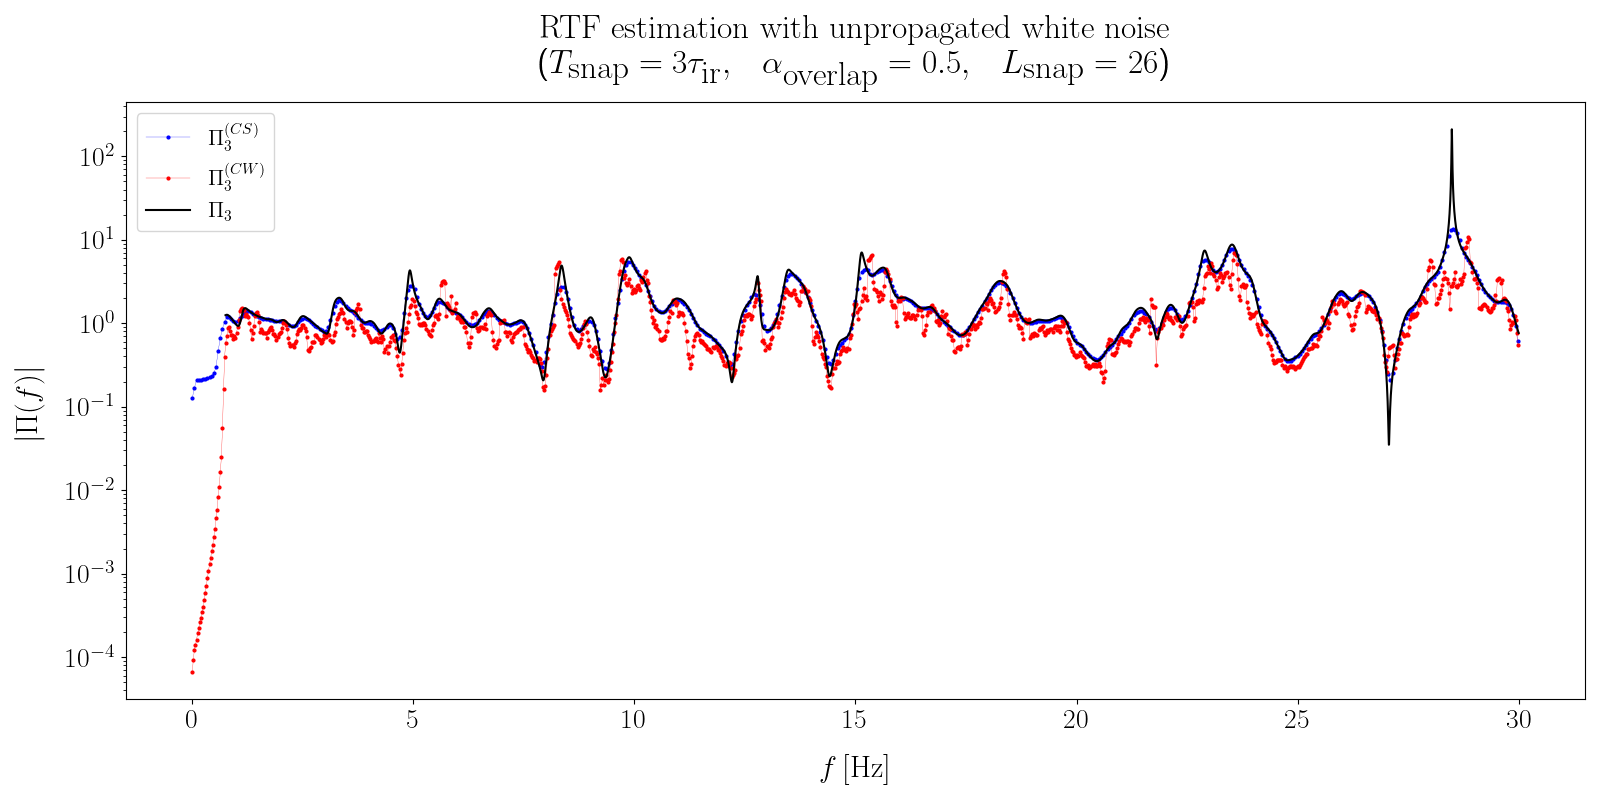 RTF estimation with unpropagated white noise
(T_snap = 3τ_ir,   α_overlap = 0.5,   L_snap = 26)
Π_3^(CS)
Π_3^(CW)
Π_3
10^2
10^1
10^0
10^−1
10^−2
10^−3
10^−4
|Π(f)|
0 5 10 15 20 25 30
f [Hz]